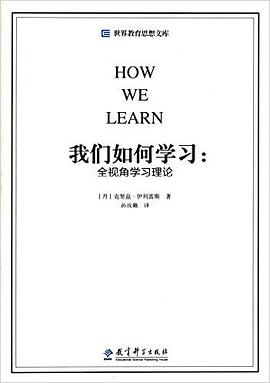 世界教育思想文库
HOW
WE
LEARN
我们如何学习：
全视角学习理论
[丹] 克努兹·伊列雷斯 著
孙玫璐 译
教育科学出版社
Educational Science Publishing House